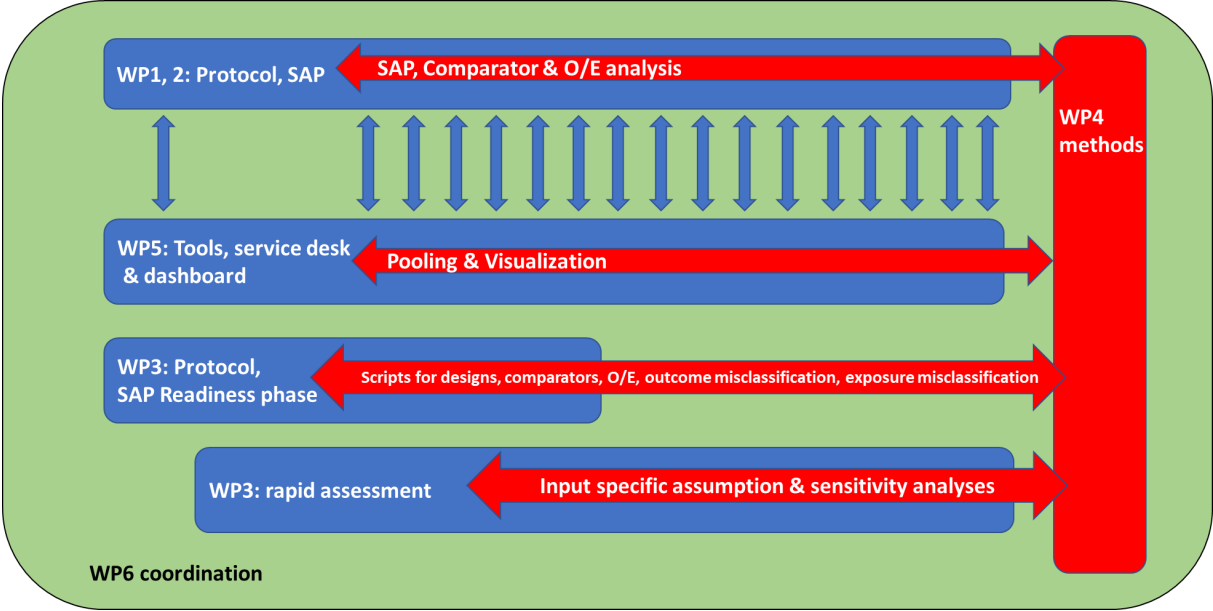 WP1, 2: Protocol, SAP
SAP, Comparator & O/E analysis
WP4
methods
WP5: Tools, service desk
& dashboard
Pooling & Visualization
WP3: Protocol,
SAP Readiness phase
Scripts for designs, comparators, O/E, outcome misclassification, exposure misclassification
WP3: rapid assessment
Input specific assumption & sensitivity analyses
WP6 coordination